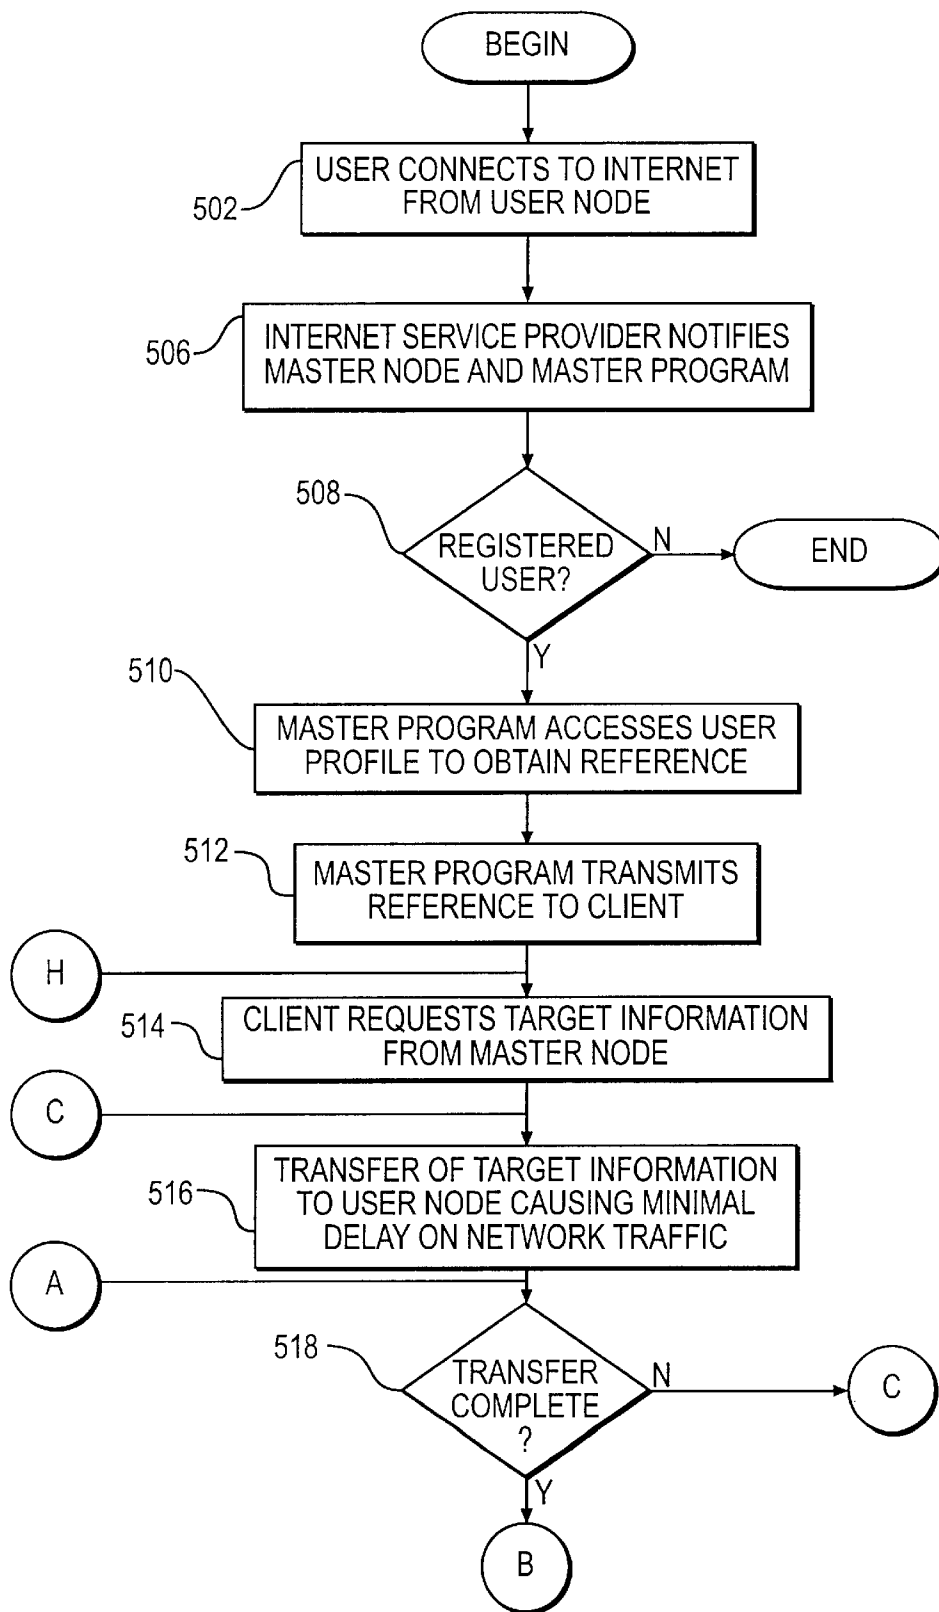 BEGIN
502
USER CONNECTS TO INTERNET
FROM USER NODE
506
INTERNET SERVICE PROVIDER NOTIFIES
MASTER NODE AND MASTER PROGRAM
508
REGISTERED
USER?
N
END
Y
510
MASTER PROGRAM ACCESSES USER
PROFILE TO OBTAIN REFERENCE
512
MASTER PROGRAM TRANSMITS
REFERENCE TO CLIENT
H
514
CLIENT REQUESTS TARGET INFORMATION
FROM MASTER NODE
C
516
TRANSFER OF TARGET INFORMATION
TO USER NODE CAUSING MINIMAL
DELAY ON NETWORK TRAFFIC
A
518
TRANSFER
COMPLETE
?
N
C
Y
B